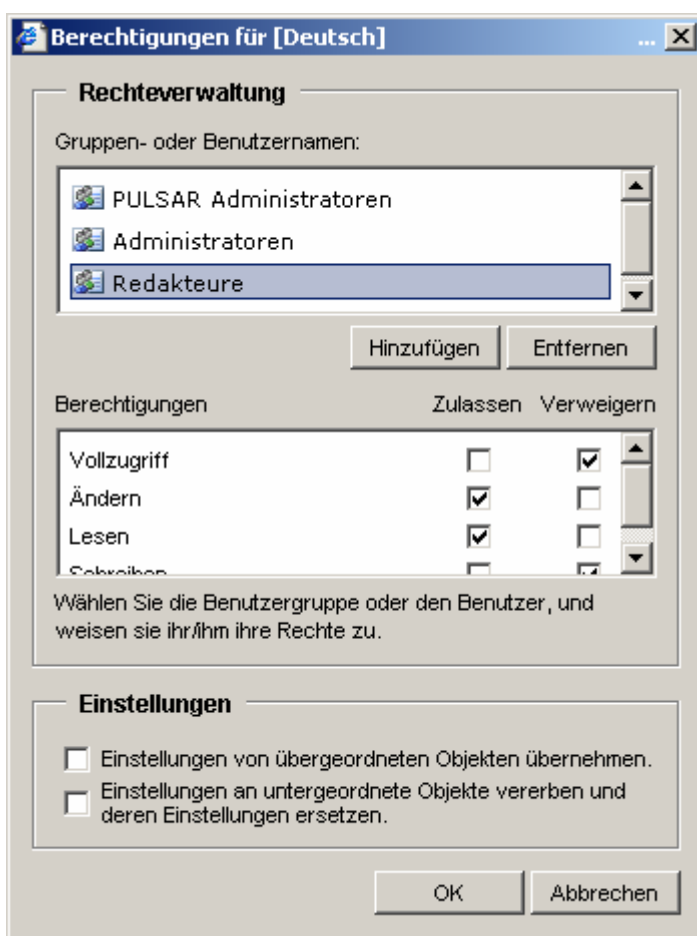 Berechtigungen für [Deutsch] ...
Rechteverwaltung
Gruppen- oder Benutzernamen:
PULSAR Administratoren
Administratoren
Redakteure
Hinzufügen Entfernen
Berechtigungen Zulassen Verweigern
Vollzugriff
Ändern
Lesen
Schreiben
Wählen Sie die Benutzergruppe oder den Benutzer, und
weisen sie ihr/ihm ihre Rechte zu.
Einstellungen
Einstellungen von übergeordneten Objekten übernehmen.
Einstellungen an untergeordnete Objekte vererben und
deren Einstellungen ersetzen.
OK Abbrechen